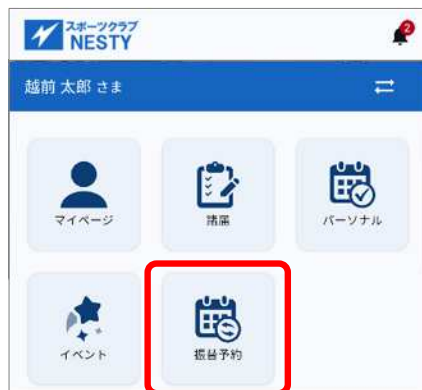 スポーツクラブ
NESTY
2
越前 太郎 さま
マイページ
諸届
パーソナル
イベント
振替予約